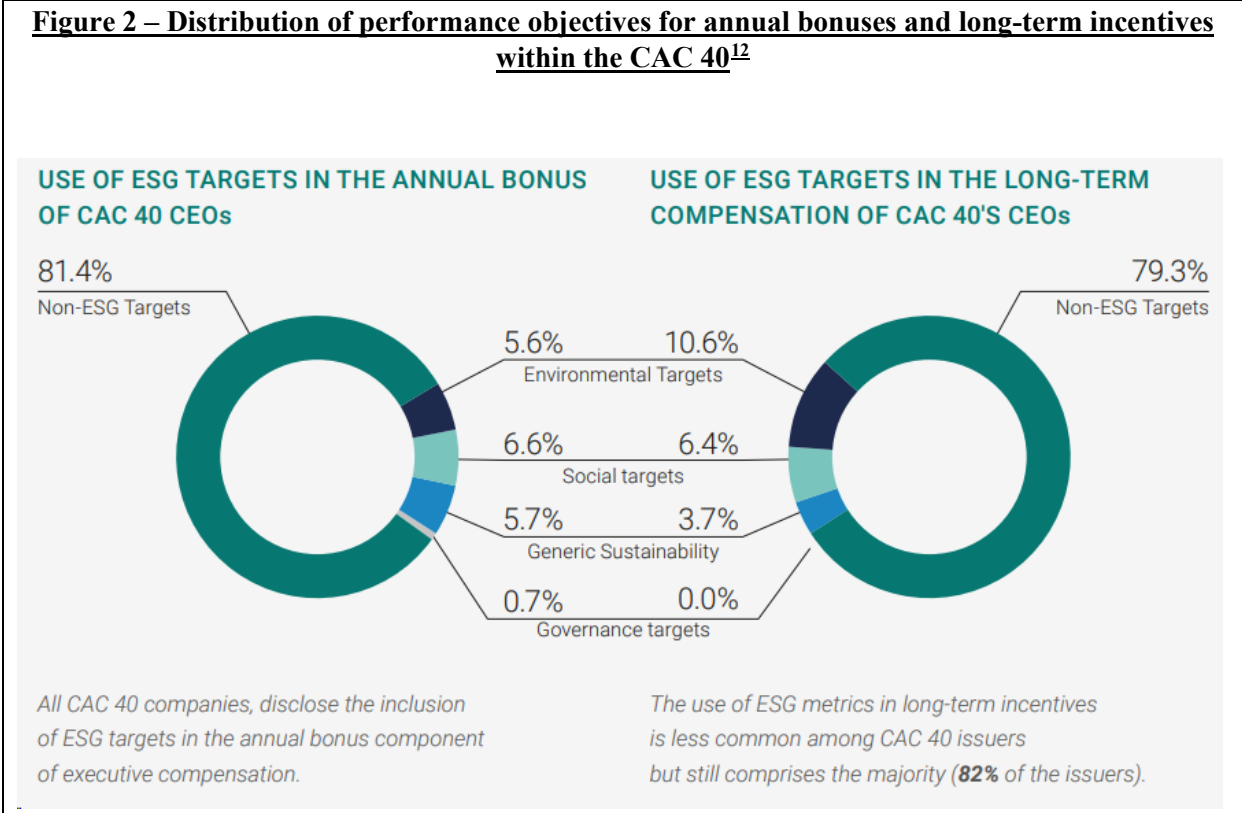 Figure 2 – Distribution of performance objectives for annual bonuses and long-term incentives
within the CAC 40¹²
USE OF ESG TARGETS IN THE ANNUAL BONUS
OF CAC 40 CEOs
81.4%
Non-ESG Targets
USE OF ESG TARGETS IN THE LONG-TERM
COMPENSATION OF CAC 40'S CEOs
79.3%
Non-ESG Targets
5.6% 10.6%
Environmental Targets
6.6% 6.4%
Social targets
5.7% 3.7%
Generic Sustainability
0.7% 0.0%
Governance targets
All CAC 40 companies, disclose the inclusion
of ESG targets in the annual bonus component
of executive compensation.
The use of ESG metrics in long-term incentives
is less common among CAC 40 issuers
but still comprises the majority (82% of the issuers).